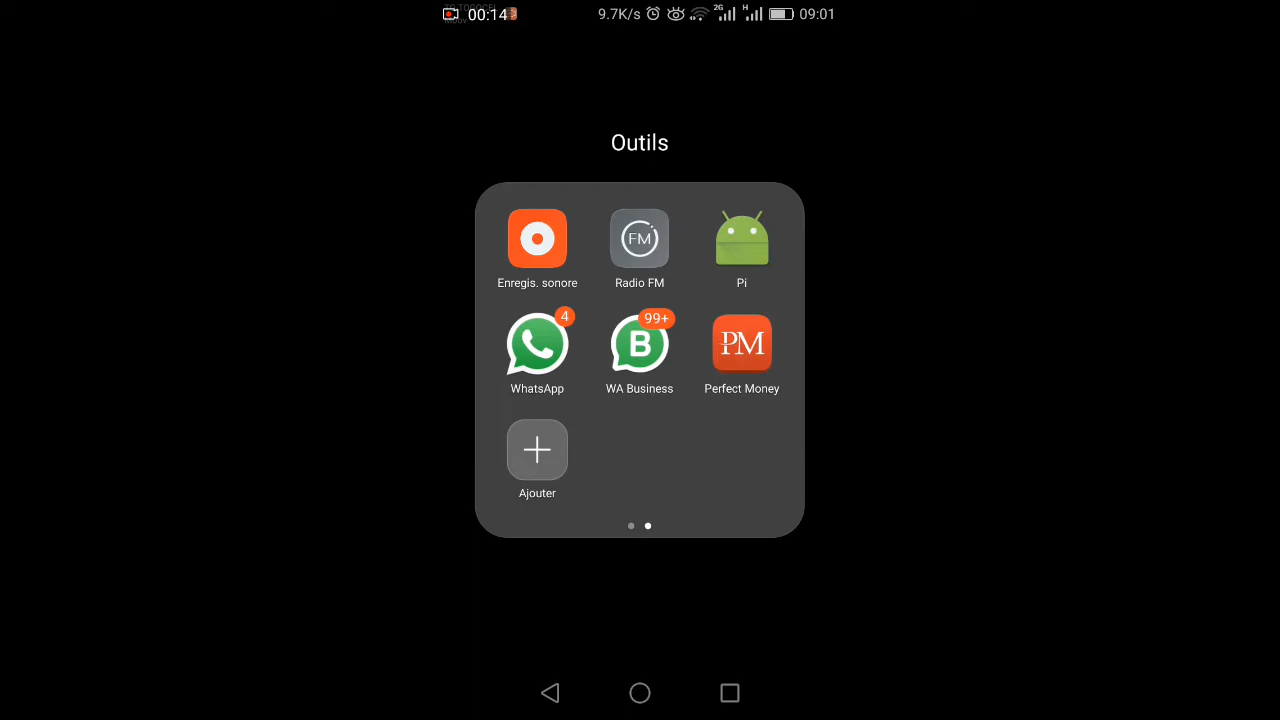 00:14 9.7K/s 2G H 09:01
Outils
FM
Enregis. sonore Radio FM Pi
4 99+
B PM
WhatsApp WA Business Perfect Money
Ajouter